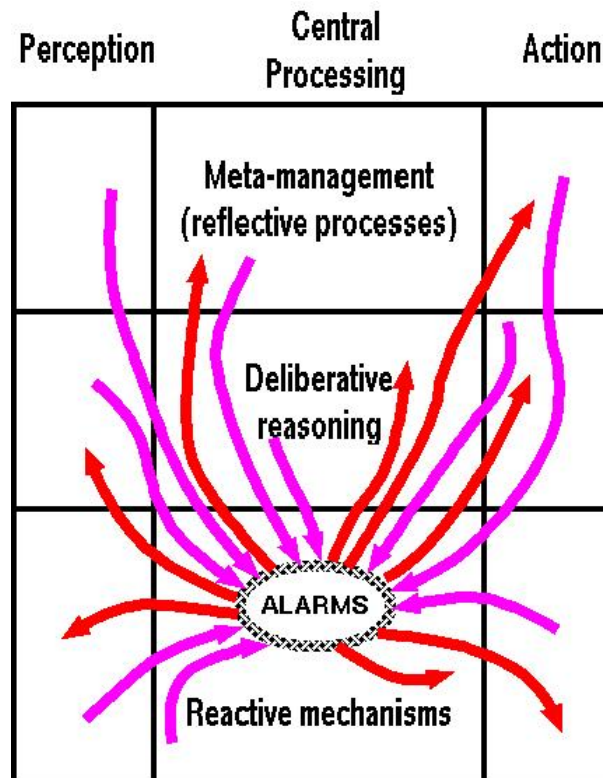 Perception
Central
Processing
Action
Meta-management
(reflective processes)
Deliberative
reasoning
ALARMS
Reactive mechanisms